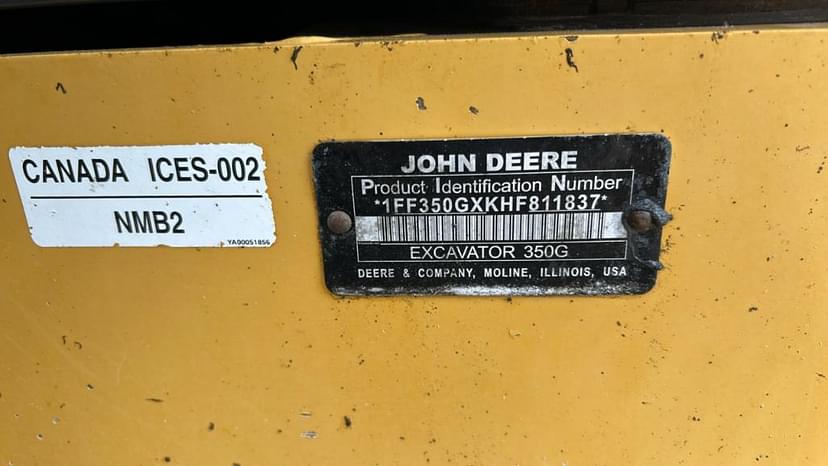 CANADA ICES-002
NMB2
YA00051856
JOHN DEERE
Product Identification Number
*1FF350GXKHF811837*
EXCAVATOR 350G
DEERE & COMPANY, MOLINE, ILLINOIS, USA